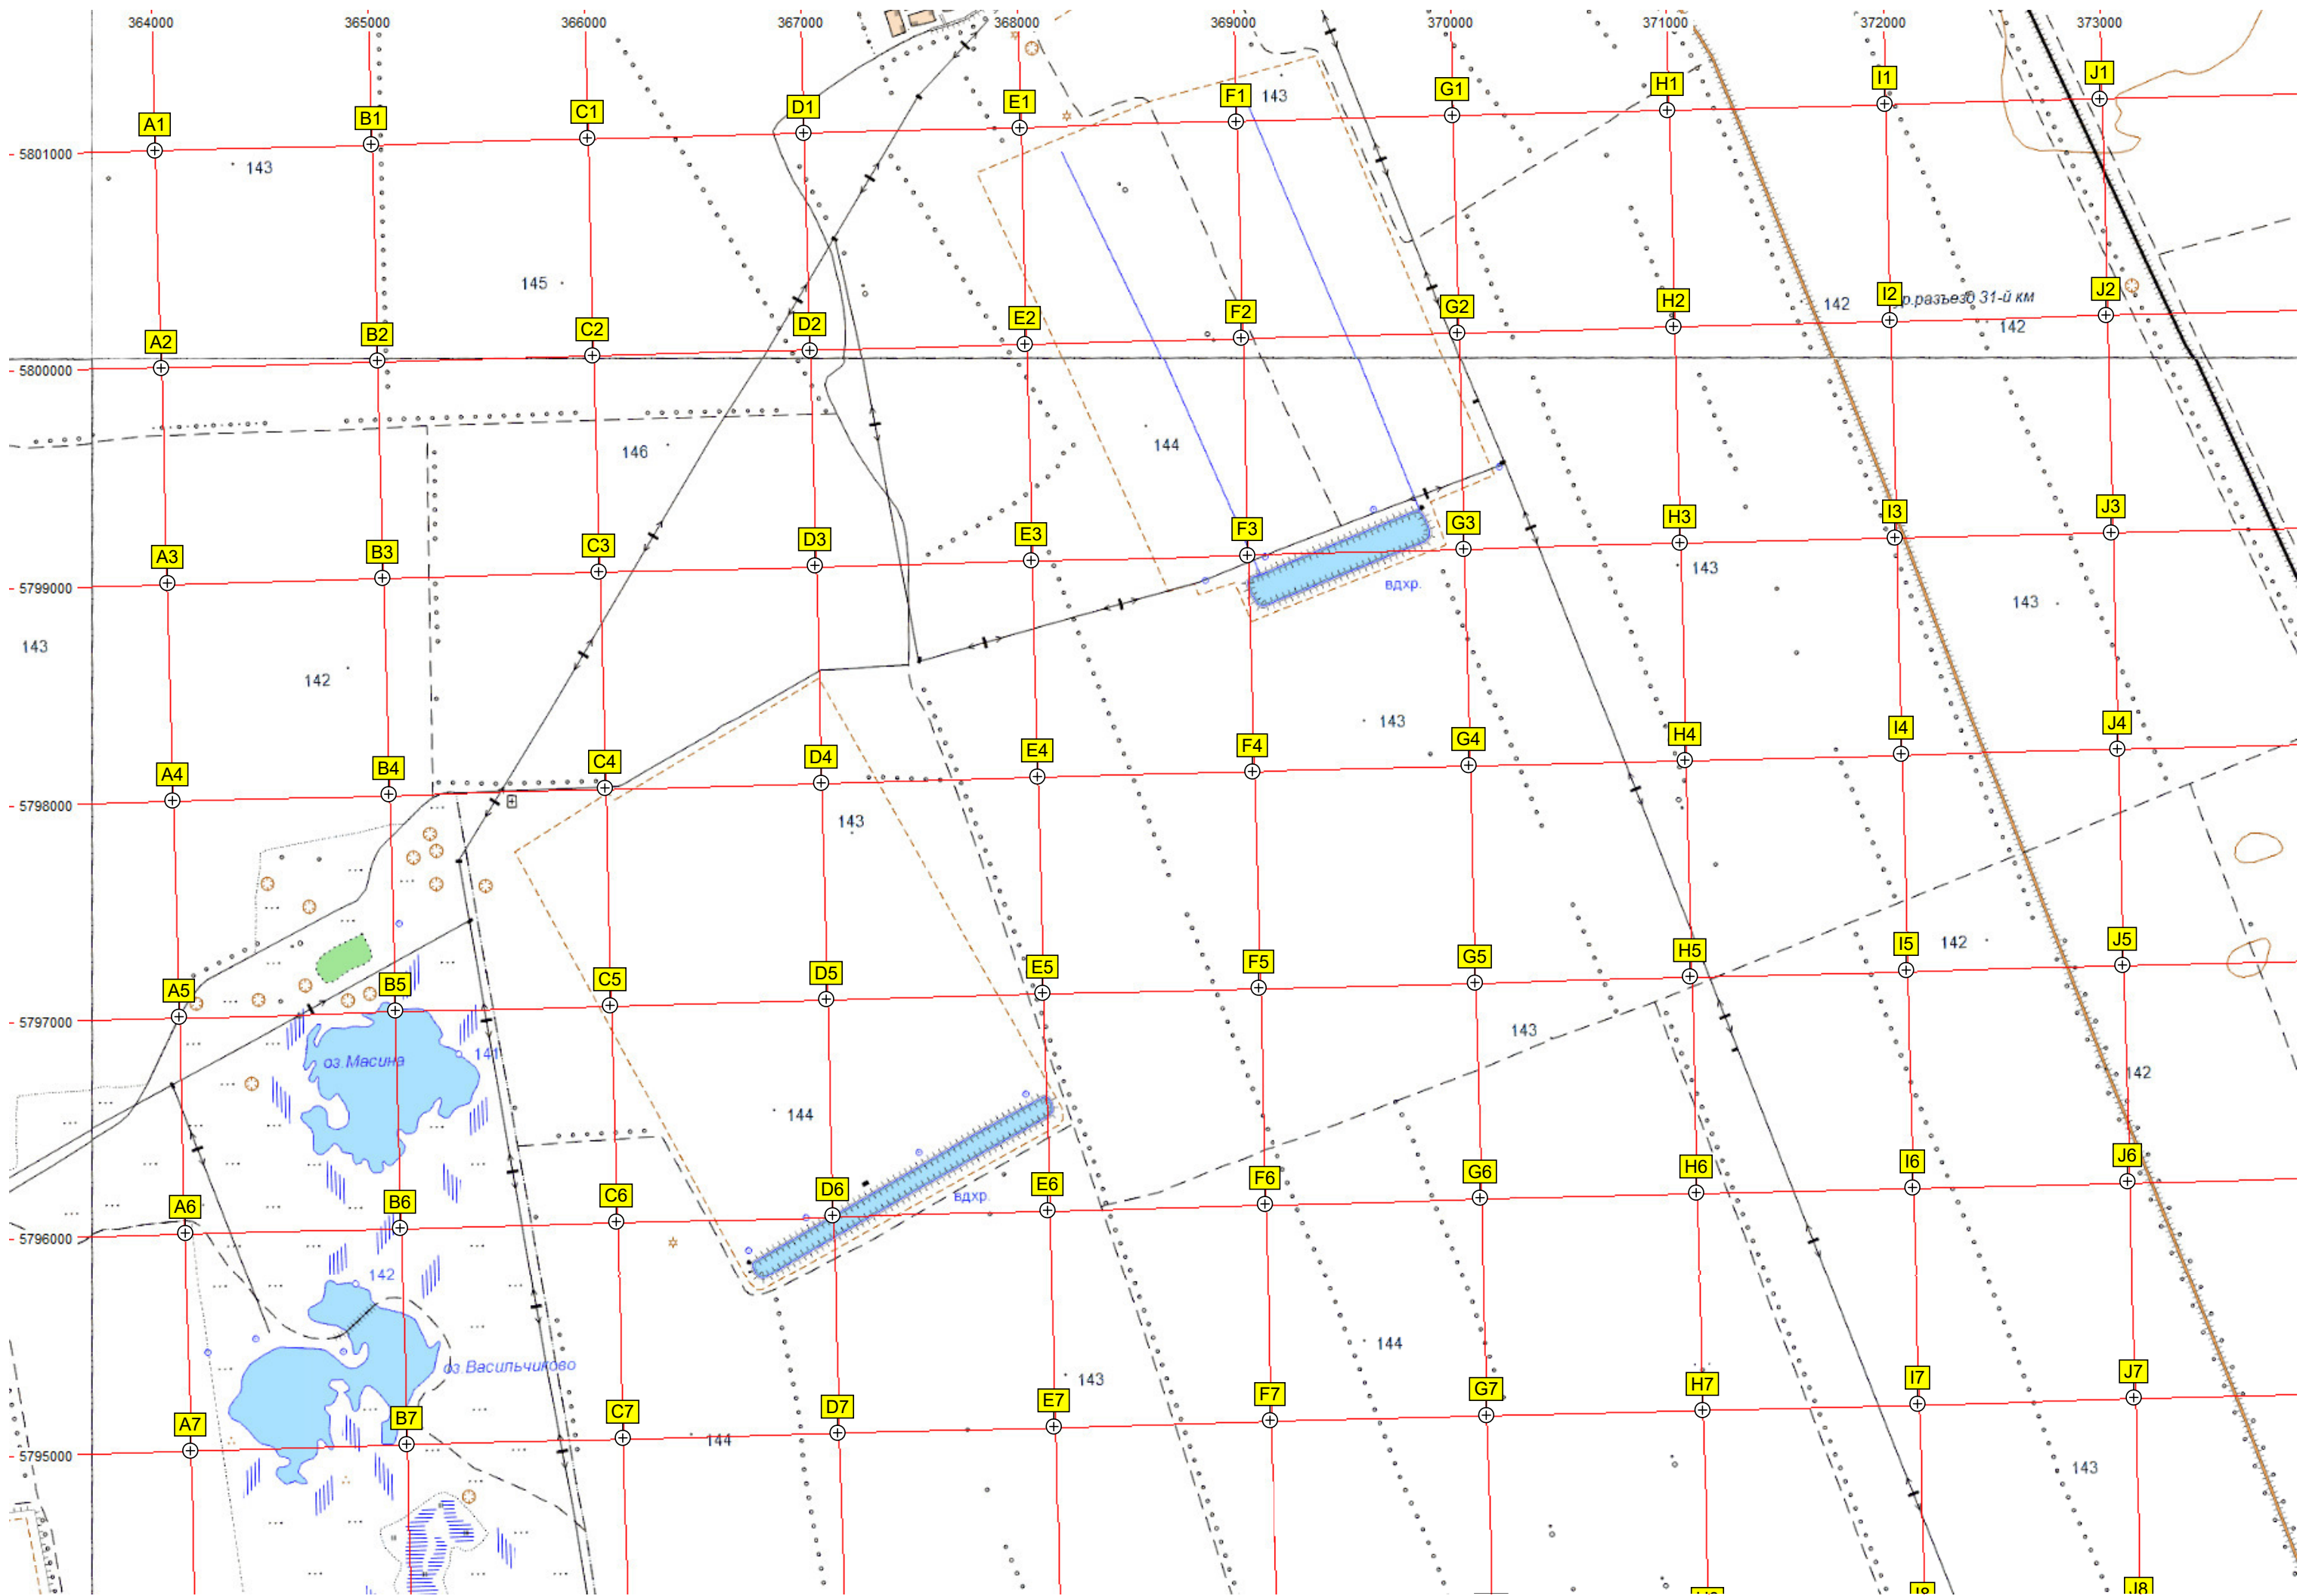 364000 365000 366000 367000 368000 369000 370000 371000 372000 373000
J1
I1
H1
G1
F1 143
E1
D1
C1
B1
A1
5801000
143
145
J2
I2 р.разъезд 31-й км
142
H2
G2
142
F2
E2
D2
C2
B2
A2
5800000
144
146
J3
I3
H3
G3
F3
E3
D3
C3
B3
A3
143
вдхр.
5799000
143
143
142
143
J4
I4
H4
G4
F4
E4
D4
C4
B4
A4
5798000
143
J5
I5 142
H5
G5
F5
E5
D5
C5
B5
A5
5797000
143
141
оз.Масина
142
144
J6
I6
H6
G6
F6
E6
D6
вдхр.
C6
B6
A6
5796000
142
144
оз.Васильчиково
143
J7
I7
H7
G7
F7
E7
D7
C7
B7
A7
144
5795000
143
I8
J8